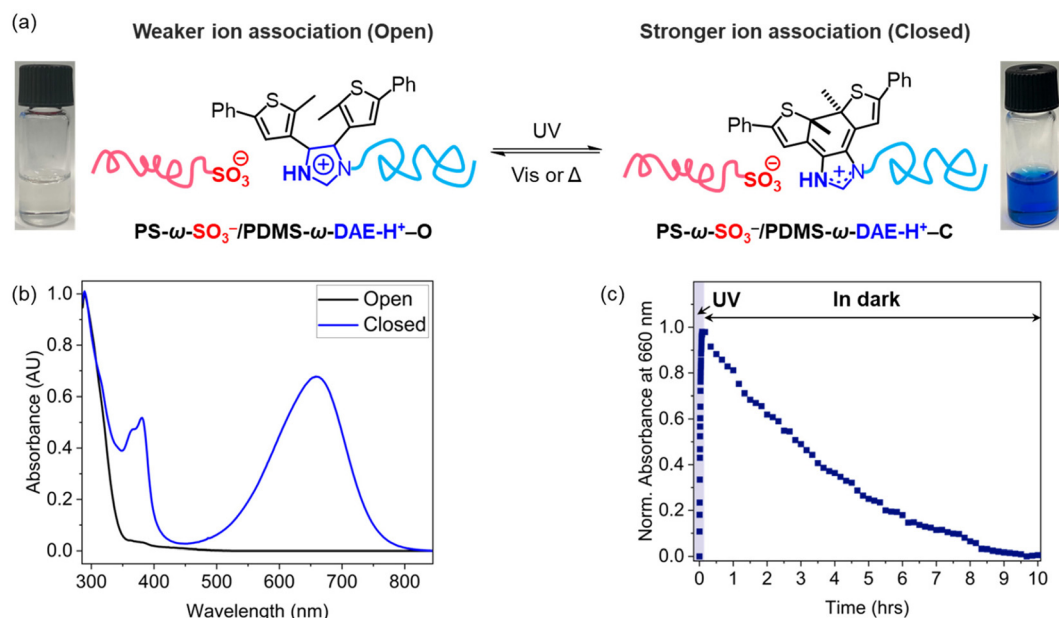 (a)
Weaker ion association (Open)
Stronger ion association (Closed)
Ph
S
S
Ph
SO₃
⊖
HN
+
N
UV
Vis or Δ
Ph
S
S
Ph
SO₃
⊖
HN
+
N
PS-ω-SO₃⁻/PDMS-ω-DAE-H⁺–O
PS-ω-SO₃⁻/PDMS-ω-DAE-H⁺–C
(b)
Open
Closed
1.0
0.8
0.6
0.4
0.2
0.0
Absorbance (AU)
300 400 500 600 700 800
Wavelength (nm)
(c)
UV
In dark
1.0
0.8
0.6
0.4
0.2
0.0
Norm. Absorbance at 660 nm
0 1 2 3 4 5 6 7 8 9 10
Time (hrs)